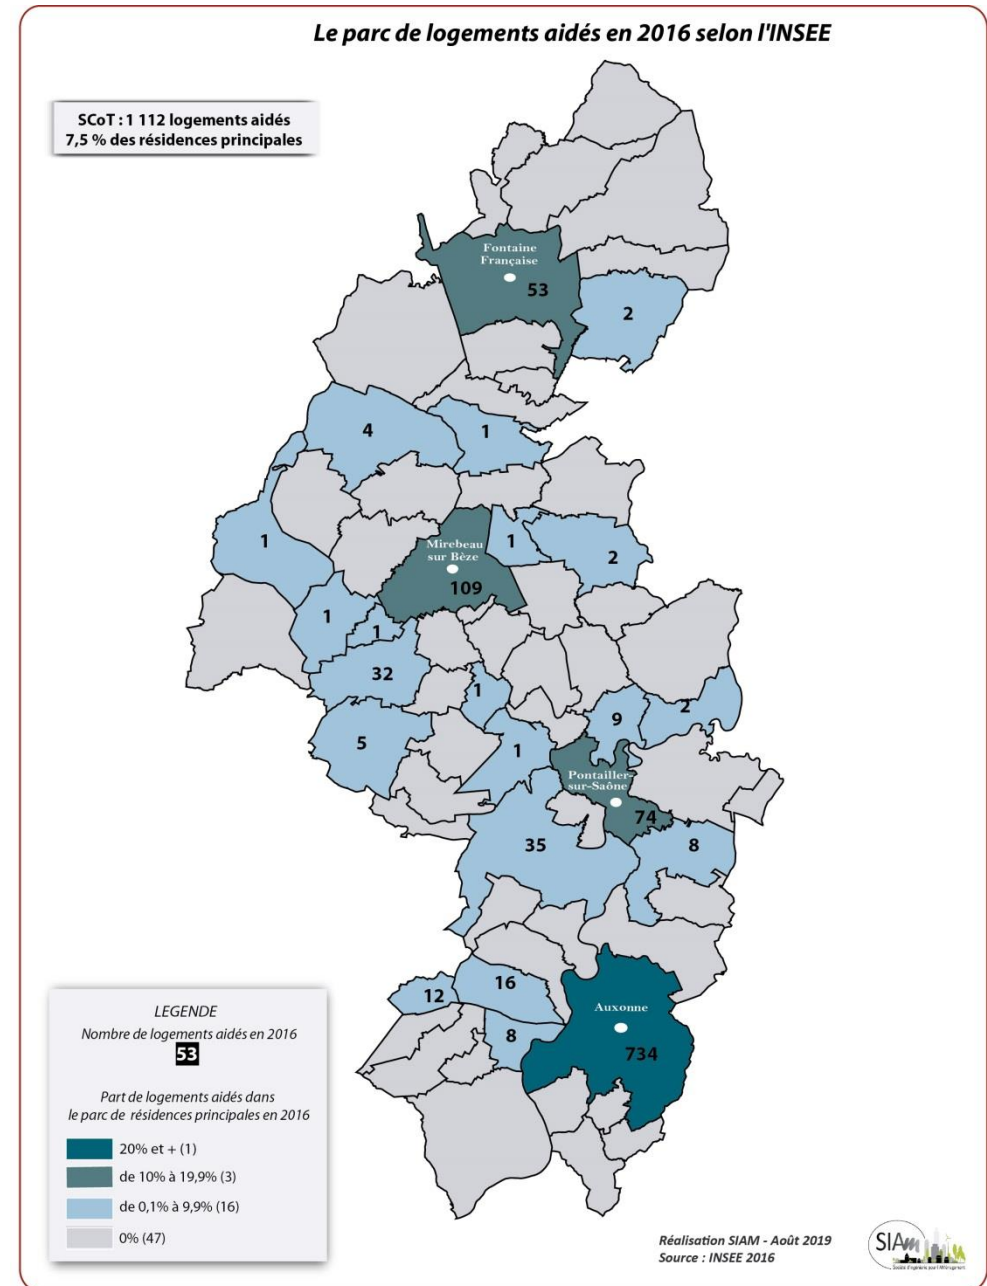 Le parc de logements aidés en 2016 selon l'INSEE
SCoT : 1 112 logements aidés
7,5 % des résidences principales
Fontaine
Française
53
2
4
1
1
Mirebeau
sur Bèze
109
1
2
1
1
32
1
9
2
5
1
Pontailler-
sur-Saône
74
35
8
16
12
8
Auxonne
734
LEGENDE
Nombre de logements aidés en 2016
53
Part de logements aidés dans
le parc de résidences principales en 2016
20% et + (1)
de 10% à 19,9% (3)
de 0,1% à 9,9% (16)
0% (47)
Réalisation SIAM - Août 2019
Source : INSEE 2016
SIAm